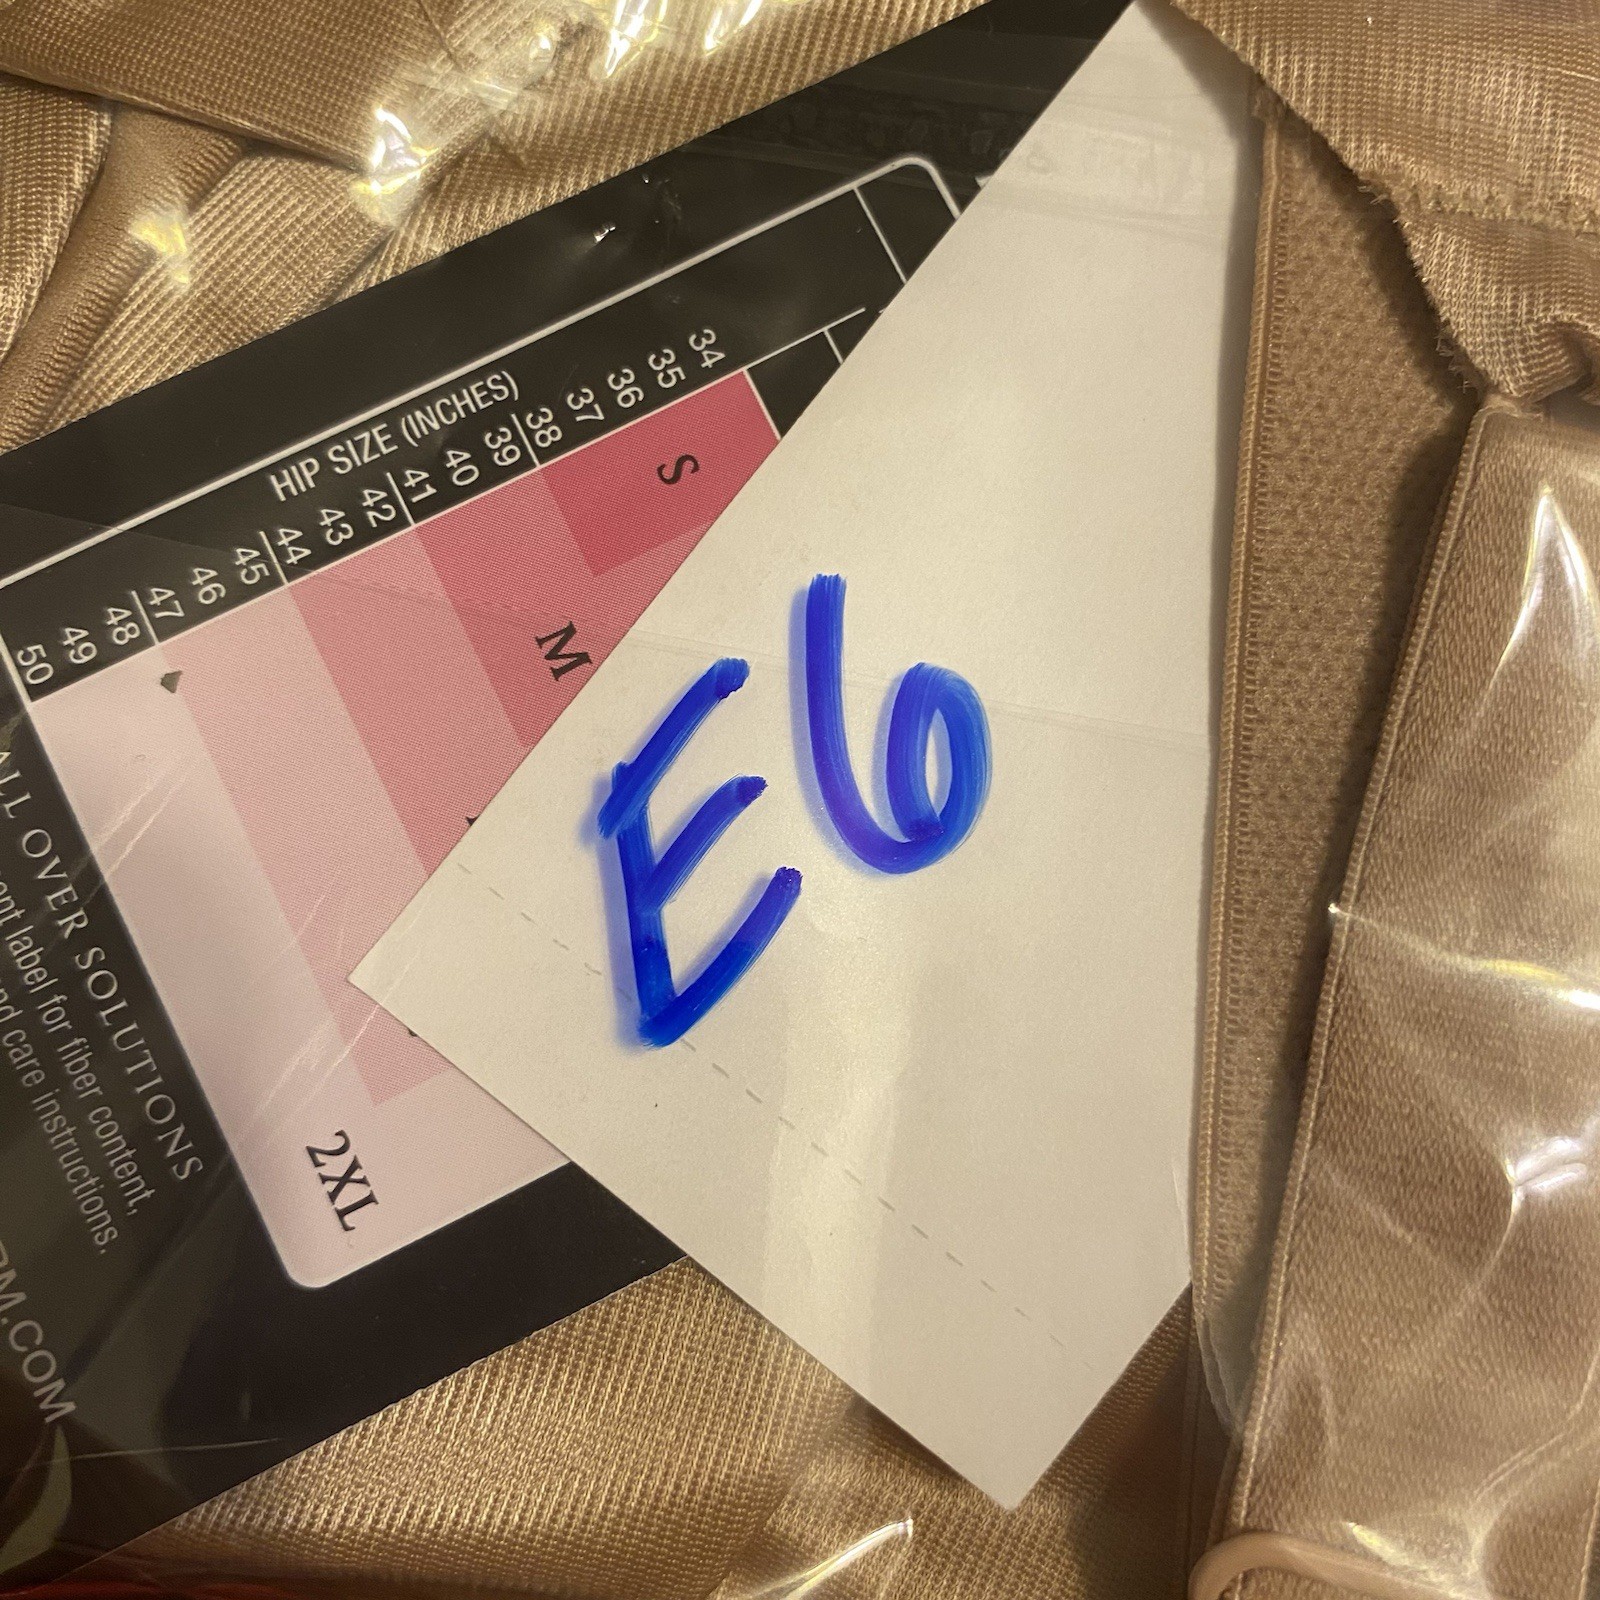 HIP SIZE (INCHES)
34
35
36
37
38
39
40
41
42
43
44
45
46
47
48
49
50
S
M
2XL
ALL OVER SOLUTIONS
label for fiber content,
care instructions.
.COM
E6